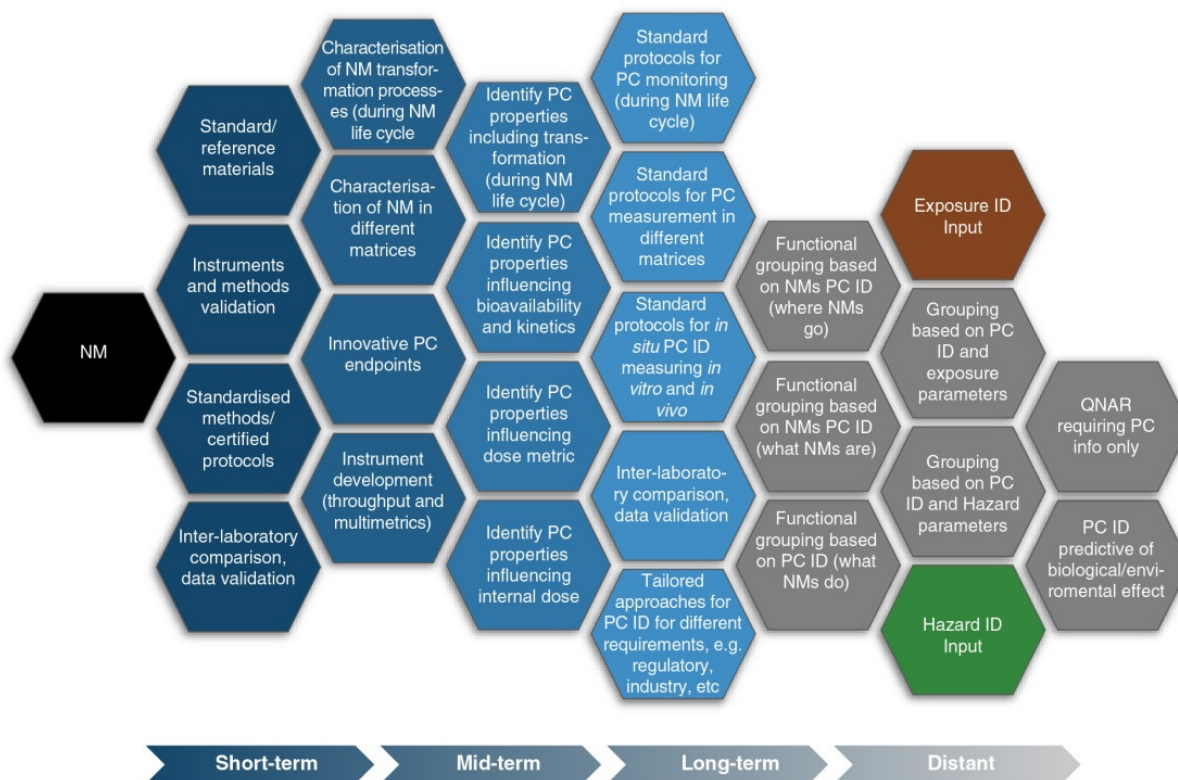 NM
Standard/
reference
materials
Instruments
and methods
validation
Standardised
methods/
certified
protocols
Inter-laboratory
comparison,
data validation
Characterisation
of NM transfor-
mation process-
es (during NM
life cycle
Characterisa-
tion of NM in
different
matrices
Innovative PC
endpoints
Instrument
development
(throughput and
multimetrics)
Identify PC
properties
including trans-
formation
(during NM
life cycle)
Identify PC
properties
influencing
bioavailability
and kinetics
Identify PC
properties
influencing
dose metric
Identify PC
properties
influencing
internal dose
Standard
protocols for
PC monitoring
(during NM life
cycle)
Standard
protocols for PC
measurement in
different
matrices
Standard
protocols for in
situ PC ID
measuring in
vitro and in
vivo
Inter-laborato-
ry comparison,
data validation
Tailored
approaches for
PC ID for different
requirements, e.g.
regulatory,
industry, etc
Functional
grouping based
on NMs PC ID
(where NMs
go)
Functional
grouping based
on NMs PC ID
(what NMs are)
Functional
grouping based
on PC ID (what
NMs do)
Exposure ID
Input
Grouping
based on PC
ID and
exposure
parameters
Grouping
based on PC
ID and Hazard
parameters
Hazard ID
Input
QNAR
requiring PC
info only
PC ID
predictive of
biological/envi-
romental effect
Short-term
Mid-term
Long-term
Distant